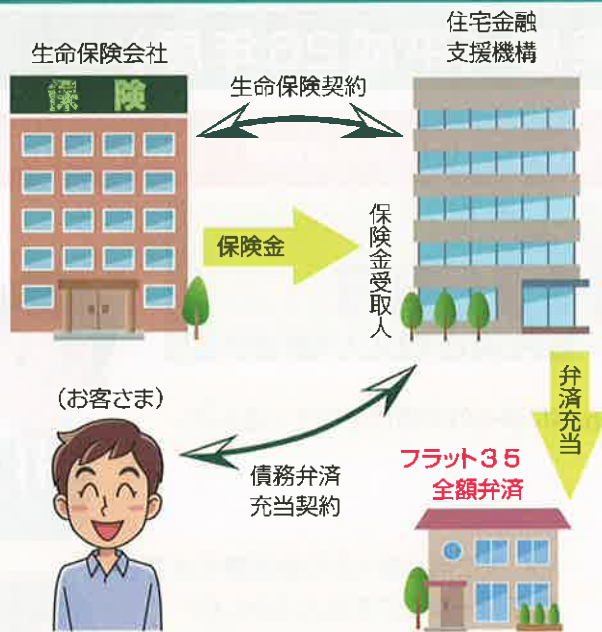 生命保険会社
住宅金融
支援機構
保険
生命保険契約
保険金
保険金受取人
(お客さま)
債務弁済
充当契約
弁済充当
フラット35
全額弁済